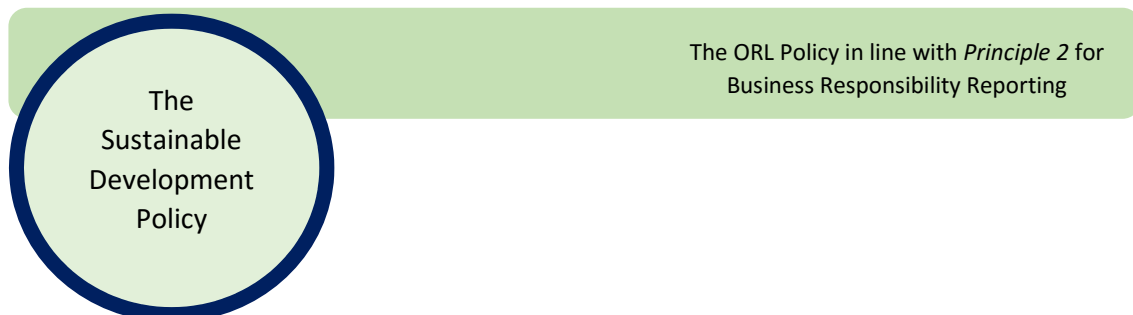 The ORL Policy in line with Principle 2 for
Business Responsibility Reporting
The
Sustainable
Development
Policy